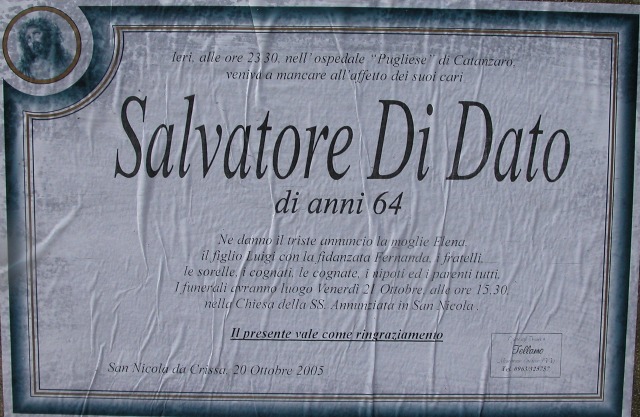 Ieri, alle ore 23.30, nell'ospedale "Pugliese" di Catanzaro,
veniva a mancare all'affetto dei suoi cari
Salvatore Di Dato
di anni 64
Ne danno il triste annuncio la moglie Elena,
il figlio Luigi con la fidanzata Fernanda, i fratelli,
le sorelle, i cognati, le cognate, i nipoti ed i parenti tutti.
I funerali avranno luogo Venerdì 21 Ottobre, alle ore 15.30,
nella Chiesa della SS. Annunziata in San Nicola.
Il presente vale come ringraziamento
San Nicola da Crissa, 20 Ottobre 2005
Tellame
Tel. 0963/328787